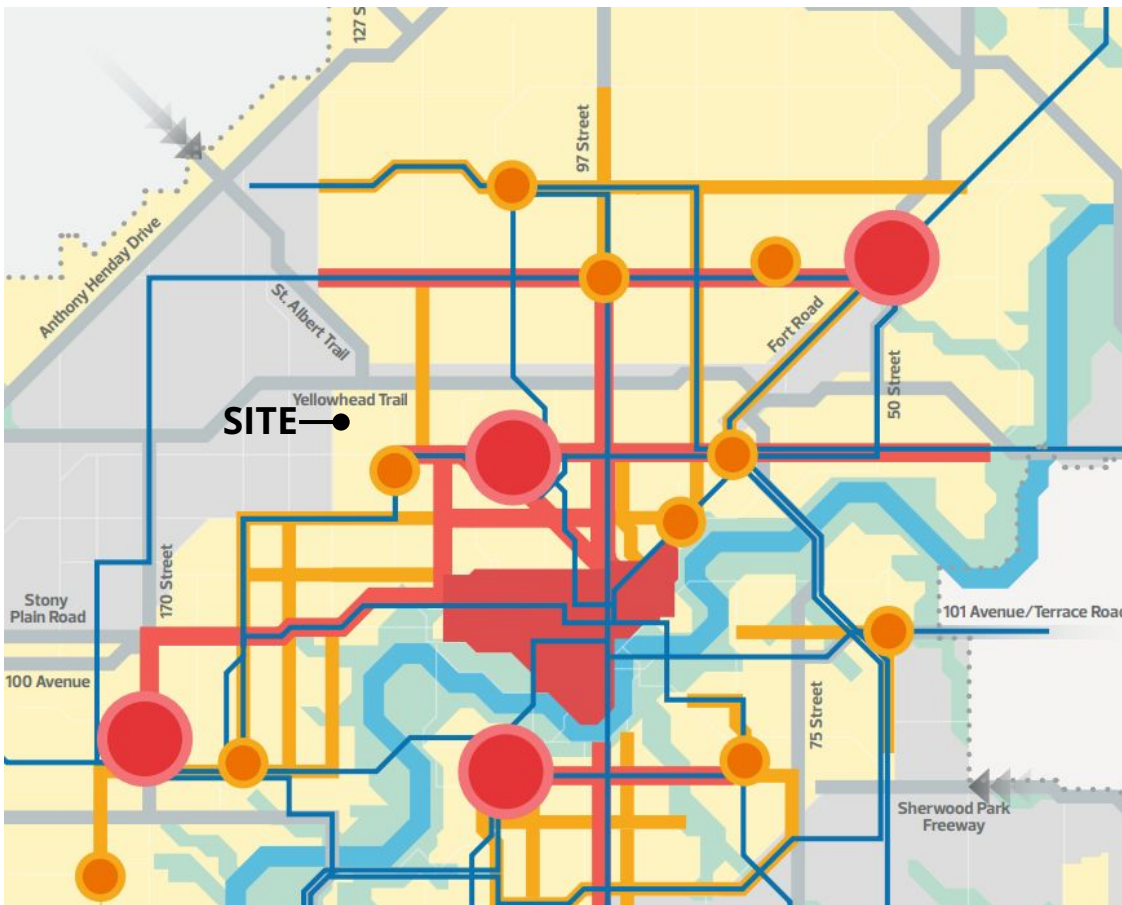 127 St
97 Street
Anthony Henday Drive
St. Albert Trail
Fort Road
50 Street
Yellowhead Trail
SITE
170 Street
Stony
Plain Road
101 Avenue/Terrace Road
100 Avenue
75 Street
Sherwood Park
Freeway